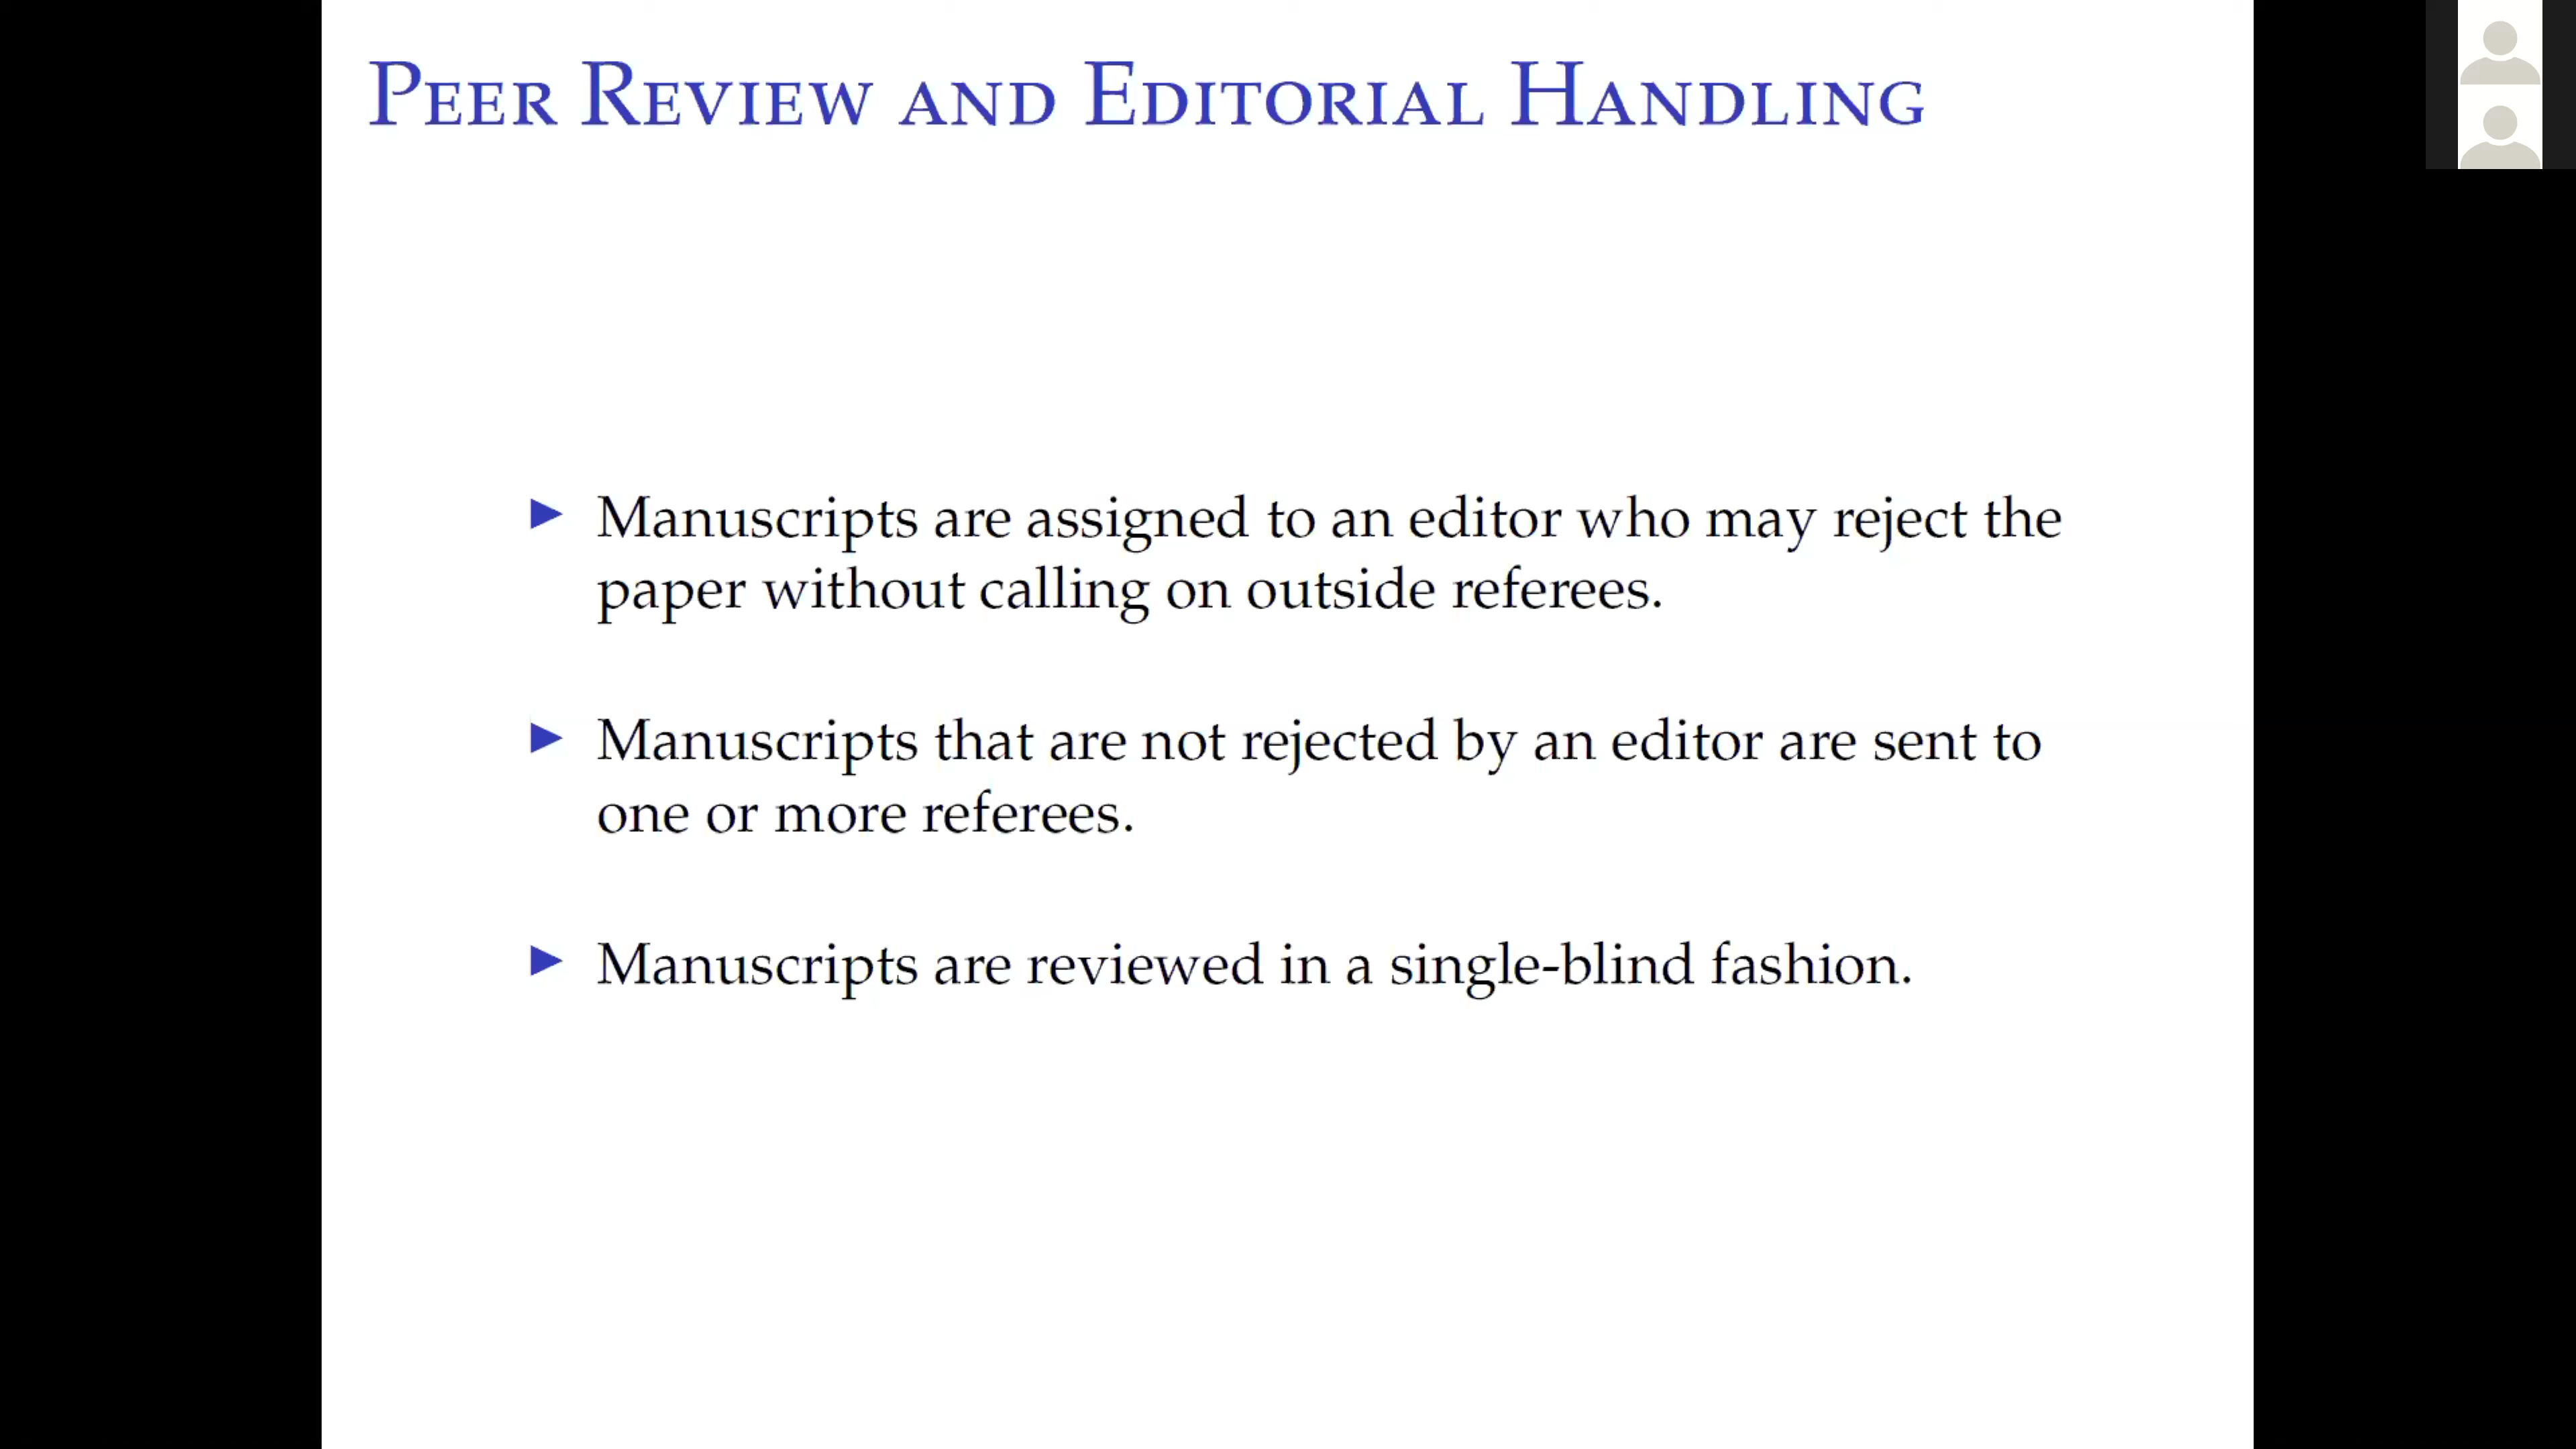 Peer Review and Editorial Handling
Manuscripts are assigned to an editor who may reject the
paper without calling on outside referees.
Manuscripts that are not rejected by an editor are sent to
one or more referees.
Manuscripts are reviewed in a single-blind fashion.